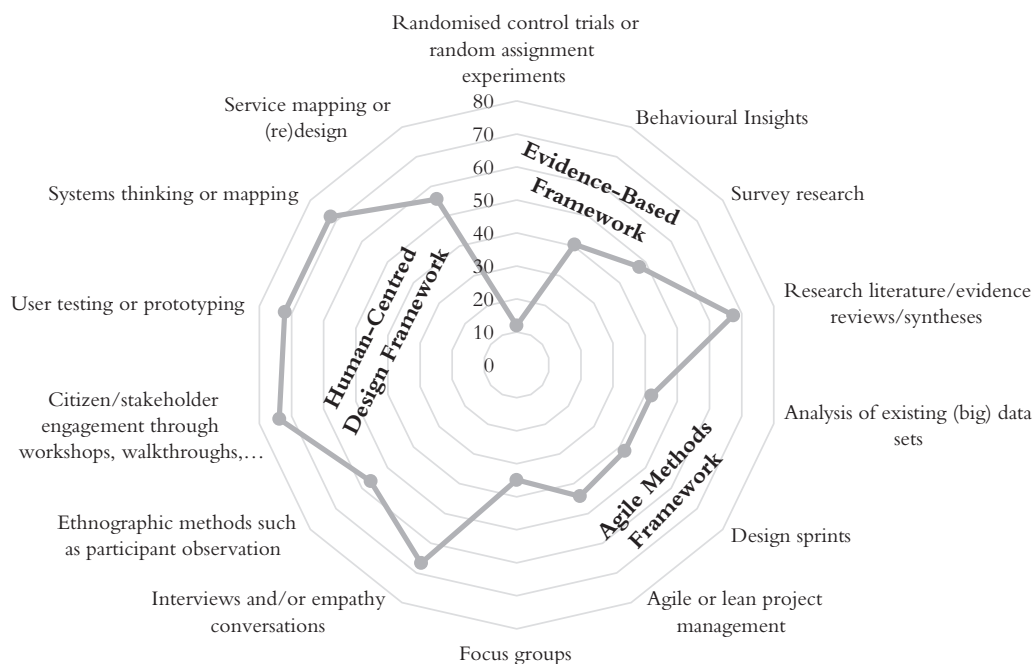 Randomised control trials or
random assignment
experiments
Behavioural Insights
Survey research
Research literature/evidence
reviews/syntheses
Analysis of existing (big) data
sets
Design sprints
Agile or lean project
management
Focus groups
Interviews and/or empathy
conversations
Ethnographic methods such
as participant observation
Citizen/stakeholder
engagement through
workshops, walkthroughs,…
User testing or prototyping
Systems thinking or mapping
Service mapping or
(re)design
80
70
60
50
40
30
20
10
0
Evidence-Based
Framework
Human-Centred
Design Framework
Agile Methods
Framework